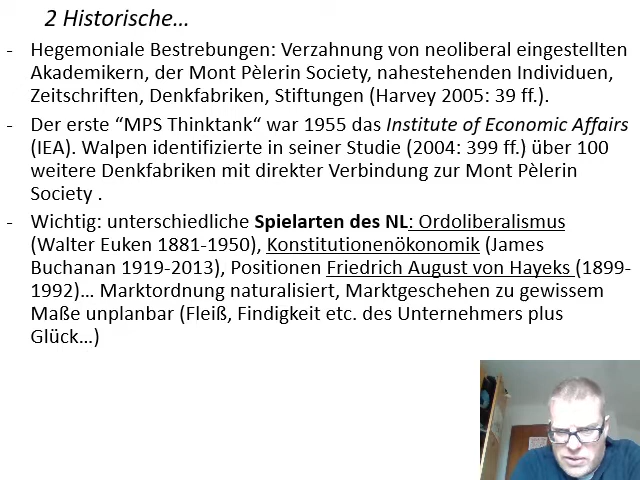 2 Historische…
- Hegemoniale Bestrebungen: Verzahnung von neoliberal eingestellten
Akademikern, der Mont Pèlerin Society, nahestehenden Individuen,
Zeitschriften, Denkfabriken, Stiftungen (Harvey 2005: 39 ff.).
- Der erste “MPS Thinktank“ war 1955 das Institute of Economic Affairs
(IEA). Walpen identifizierte in seiner Studie (2004: 399 ff.) über 100
weitere Denkfabriken mit direkter Verbindung zur Mont Pèlerin
Society .
- Wichtig: unterschiedliche Spielarten des NL: Ordoliberalismus
(Walter Euken 1881-1950), Konstitutionenökonomik (James
Buchanan 1919-2013), Positionen Friedrich August von Hayeks (1899-
1992)… Marktordnung naturalisiert, Marktgeschehen zu gewissem
Maße unplanbar (Fleiß, Findigkeit etc. des Unternehmers plus
Glück…)